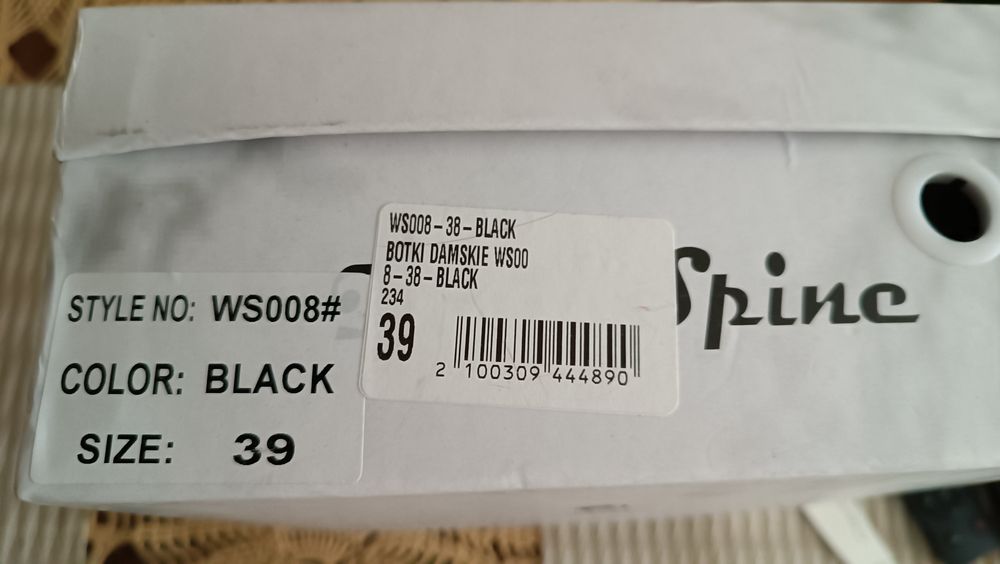 STYLE NO: WS008#
COLOR: BLACK
SIZE: 39
WS008-38-BLACK
BOTKI DAMSKIE WS00
8-38-BLACK
234
39
2 100309 444890
Spine